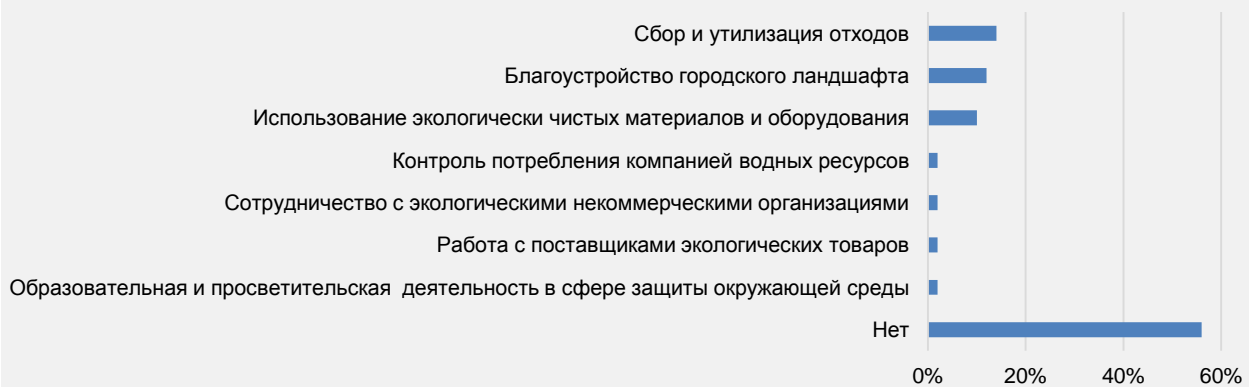 Сбор и утилизация отходов
Благоустройство городского ландшафта
Использование экологически чистых материалов и оборудования
Контроль потребления компанией водных ресурсов
Сотрудничество с экологическими некоммерческими организациями
Работа с поставщиками экологических товаров
Образовательная и просветительская деятельность в сфере защиты окружающей среды
Нет
0% 20% 40% 60%